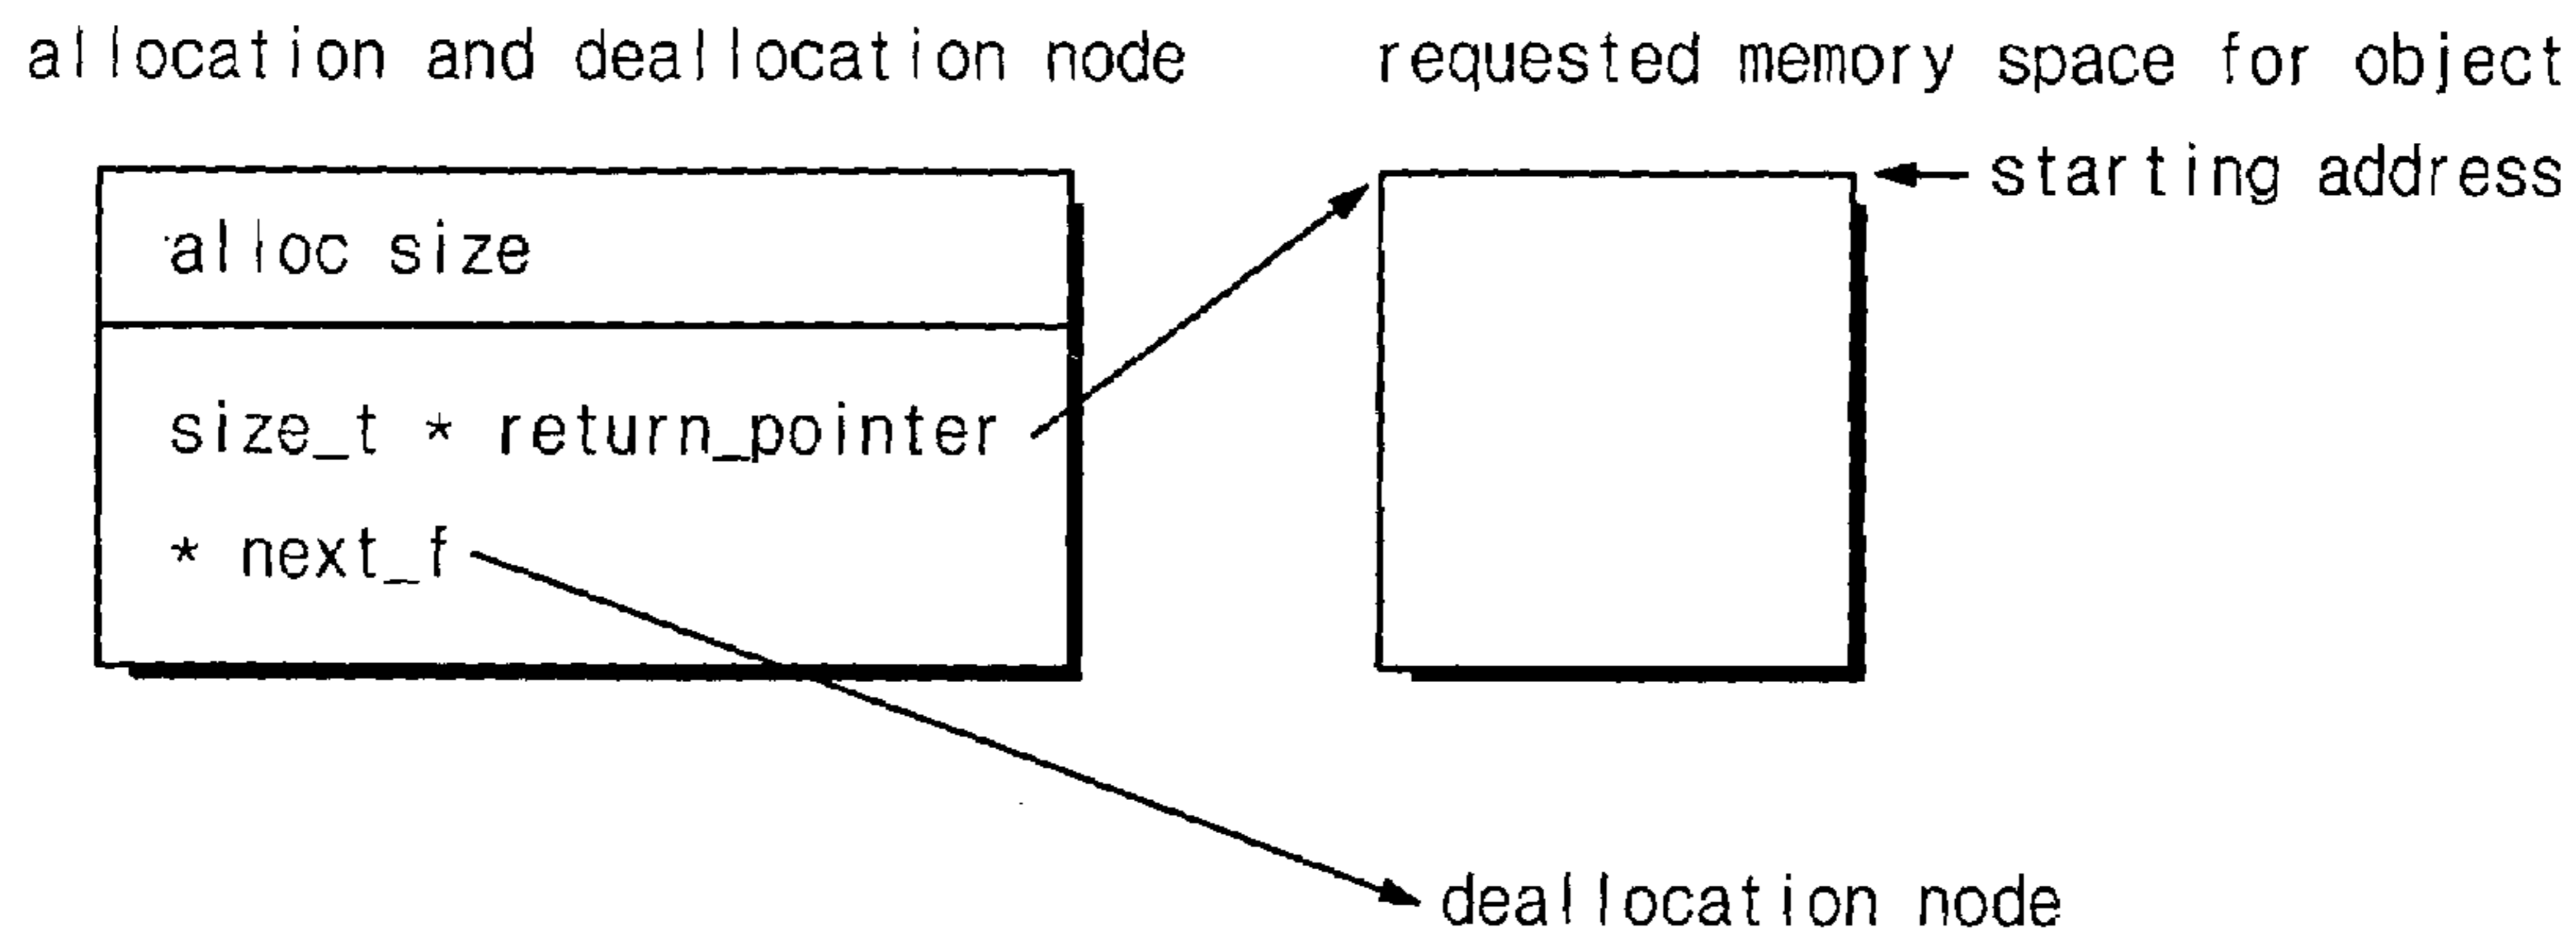 allocation and deallocation node
requested memory space for object
starting address
alloc size
size_t * return_pointer
* next_f
deallocation node